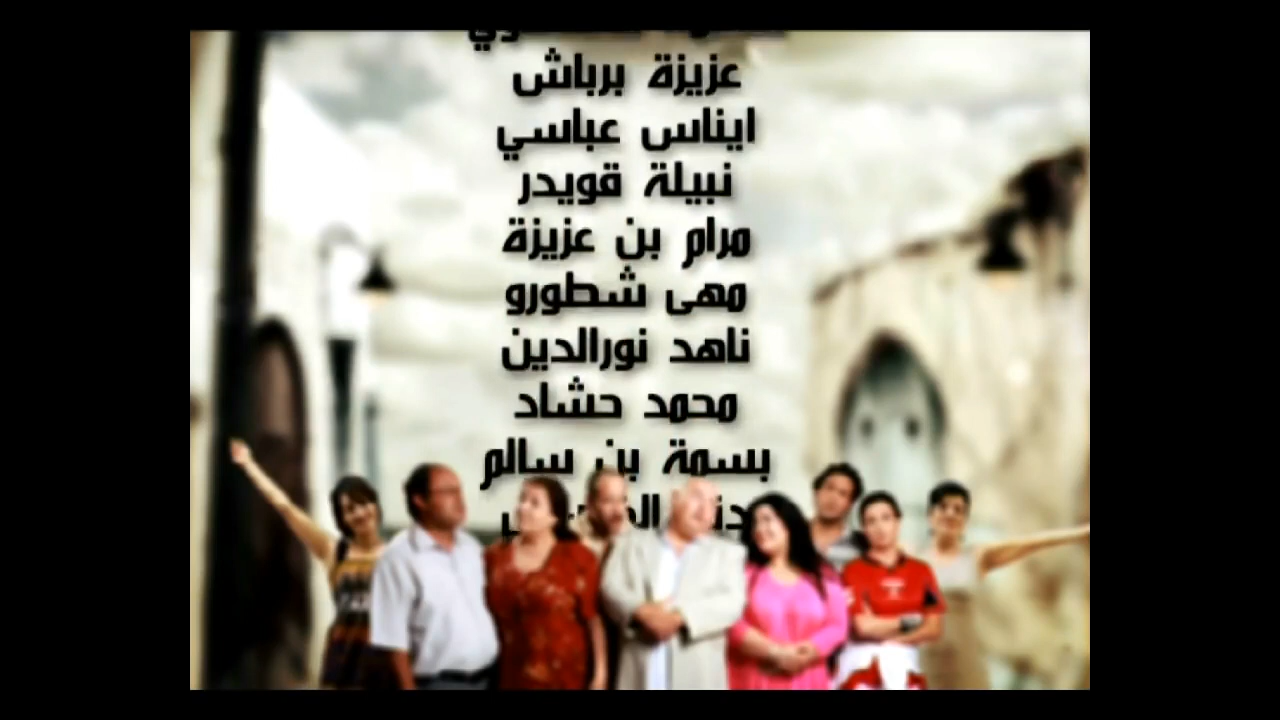 عزيزة برباش
ايناس عباسي
نبيلة قويدر
مرام بن عزيزة
مهى شطورو
ناهد نورالدين
محمد حشاد
بسمة بن سالم